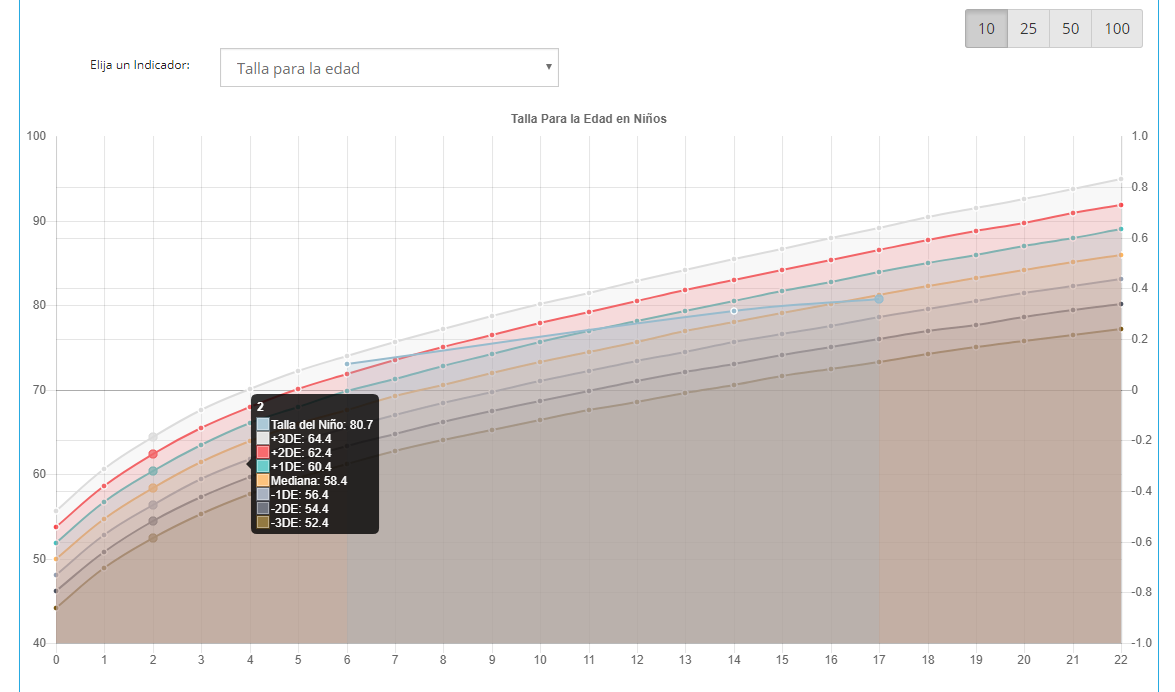 10 25 50 100
Elija un Indicador: Talla para la edad
Talla Para la Edad en Niños
100 1.0
0.8
90
0.6
80 0.4
0.2
70 0
2
Talla del Niño: 80.7
+3DE: 64.4
+2DE: 62.4
+1DE: 60.4
Mediana: 58.4
-1DE: 56.4
-2DE: 54.4
-3DE: 52.4
-0.2
60
-0.4
50 -0.6
-0.8
40 -1.0
0 1 2 3 4 5 6 7 8 9 10 11 12 13 14 15 16 17 18 19 20 21 22